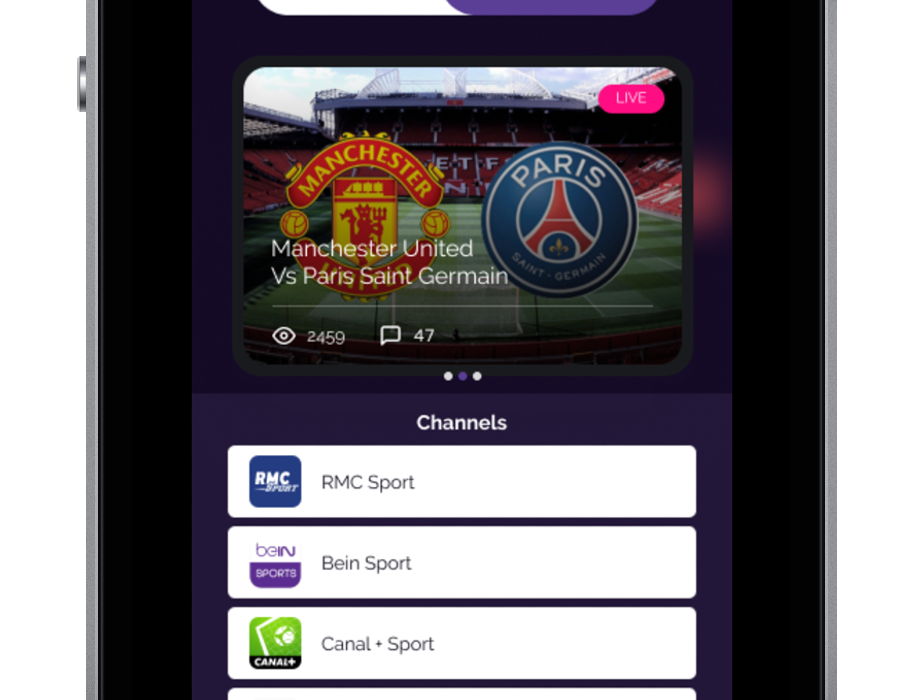 LIVE
MANCHESTER
UNITED
PARIS
SAINT-GERMAIN
Manchester United
Vs Paris Saint Germain
2459
47
Channels
RMC SPORT
RMC Sport
beIN SPORTS
Bein Sport
CANAL+
Canal + Sport